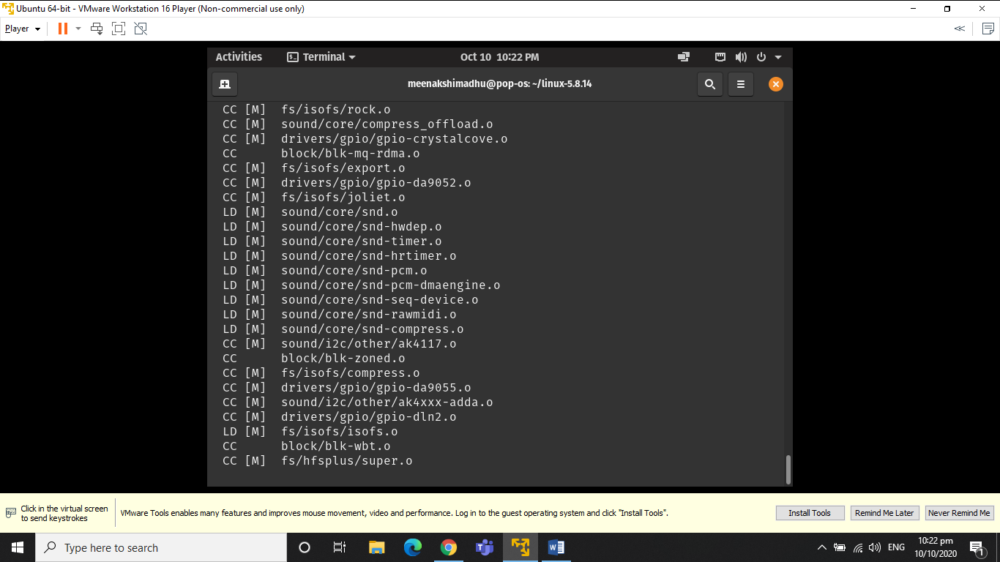 Ubuntu 64-bit - VMware Workstation 16 Player (Non-commercial use only)
Player
Activities Terminal Oct 10 10:22 PM
meenakshimadhu@pop-os: ~/linux-5.8.14
CC [M] fs/isofs/rock.o
CC [M] sound/core/compress_offload.o
CC [M] drivers/gpio/gpio-crystalcove.o
CC block/blk-mq-rdma.o
CC [M] fs/isofs/export.o
CC [M] drivers/gpio/gpio-da9052.o
CC [M] fs/isofs/joliet.o
LD [M] sound/core/snd.o
LD [M] sound/core/snd-hwdep.o
LD [M] sound/core/snd-timer.o
LD [M] sound/core/snd-hrtimer.o
LD [M] sound/core/snd-pcm.o
LD [M] sound/core/snd-pcm-dmaengine.o
LD [M] sound/core/snd-seq-device.o
LD [M] sound/core/snd-rawmidi.o
LD [M] sound/core/snd-compress.o
CC [M] sound/i2c/other/ak4117.o
CC block/blk-zoned.o
CC [M] fs/isofs/compress.o
CC [M] drivers/gpio/gpio-da9055.o
CC [M] sound/i2c/other/ak4xxx-adda.o
CC [M] drivers/gpio/gpio-dln2.o
LD [M] fs/isofs/isofs.o
CC block/blk-wbt.o
CC [M] fs/hfsplus/super.o
Click in the virtual screen
to send keystrokes
VMware Tools enables many features and improves mouse movement, video and performance. Log in to the guest operating system and click "Install Tools".
Install Tools Remind Me Later Never Remind Me
Type here to search
ENG
10:22 pm
10/10/2020
1